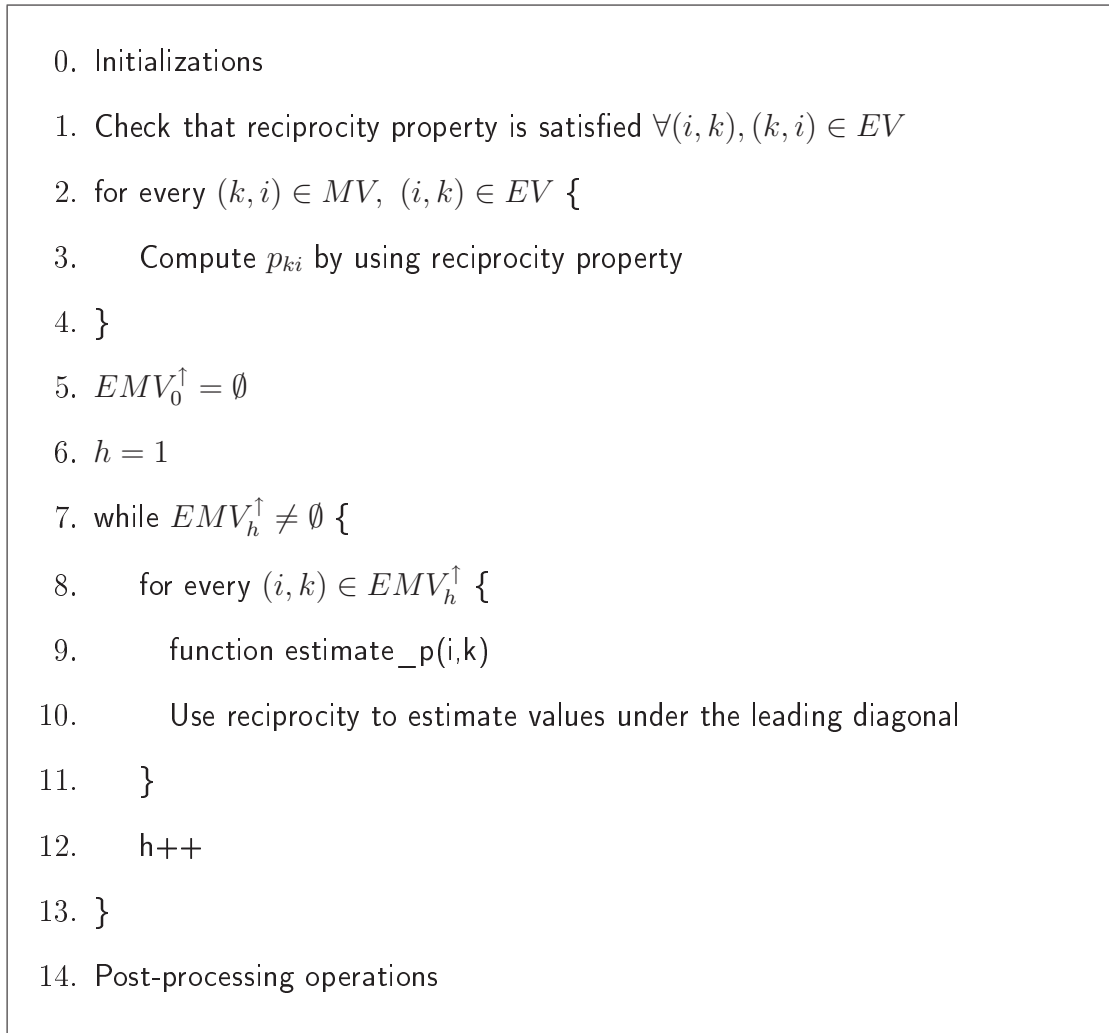 0. Initializations
1. Check that reciprocity property is satisfied ∀(i, k), (k, i) ∈ EV
2. for every (k, i) ∈ MV, (i, k) ∈ EV {
3. Compute p_{ki} by using reciprocity property
4. }
5. EMV_0^↑ = ∅
6. h = 1
7. while EMV_h^↑ ≠ ∅ {
8. for every (i, k) ∈ EMV_h^↑ {
9. function estimate_p(i,k)
10. Use reciprocity to estimate values under the leading diagonal
11. }
12. h++
13. }
14. Post-processing operations